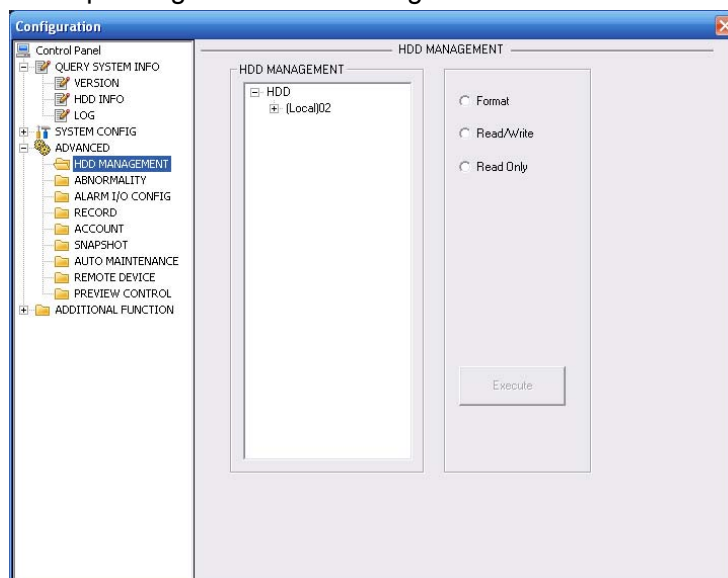 Configuration
Control Panel
QUERY SYSTEM INFO
VERSION
HDD INFO
LOG
SYSTEM CONFIG
ADVANCED
HDD MANAGEMENT
ABNORMALITY
ALARM I/O CONFIG
RECORD
ACCOUNT
SNAPSHOT
AUTO MAINTENANCE
REMOTE DEVICE
PREVIEW CONTROL
ADDITIONAL FUNCTION
HDD MANAGEMENT
HDD MANAGEMENT
HDD
(Local)02
Format
Read/Write
Read Only
Execute